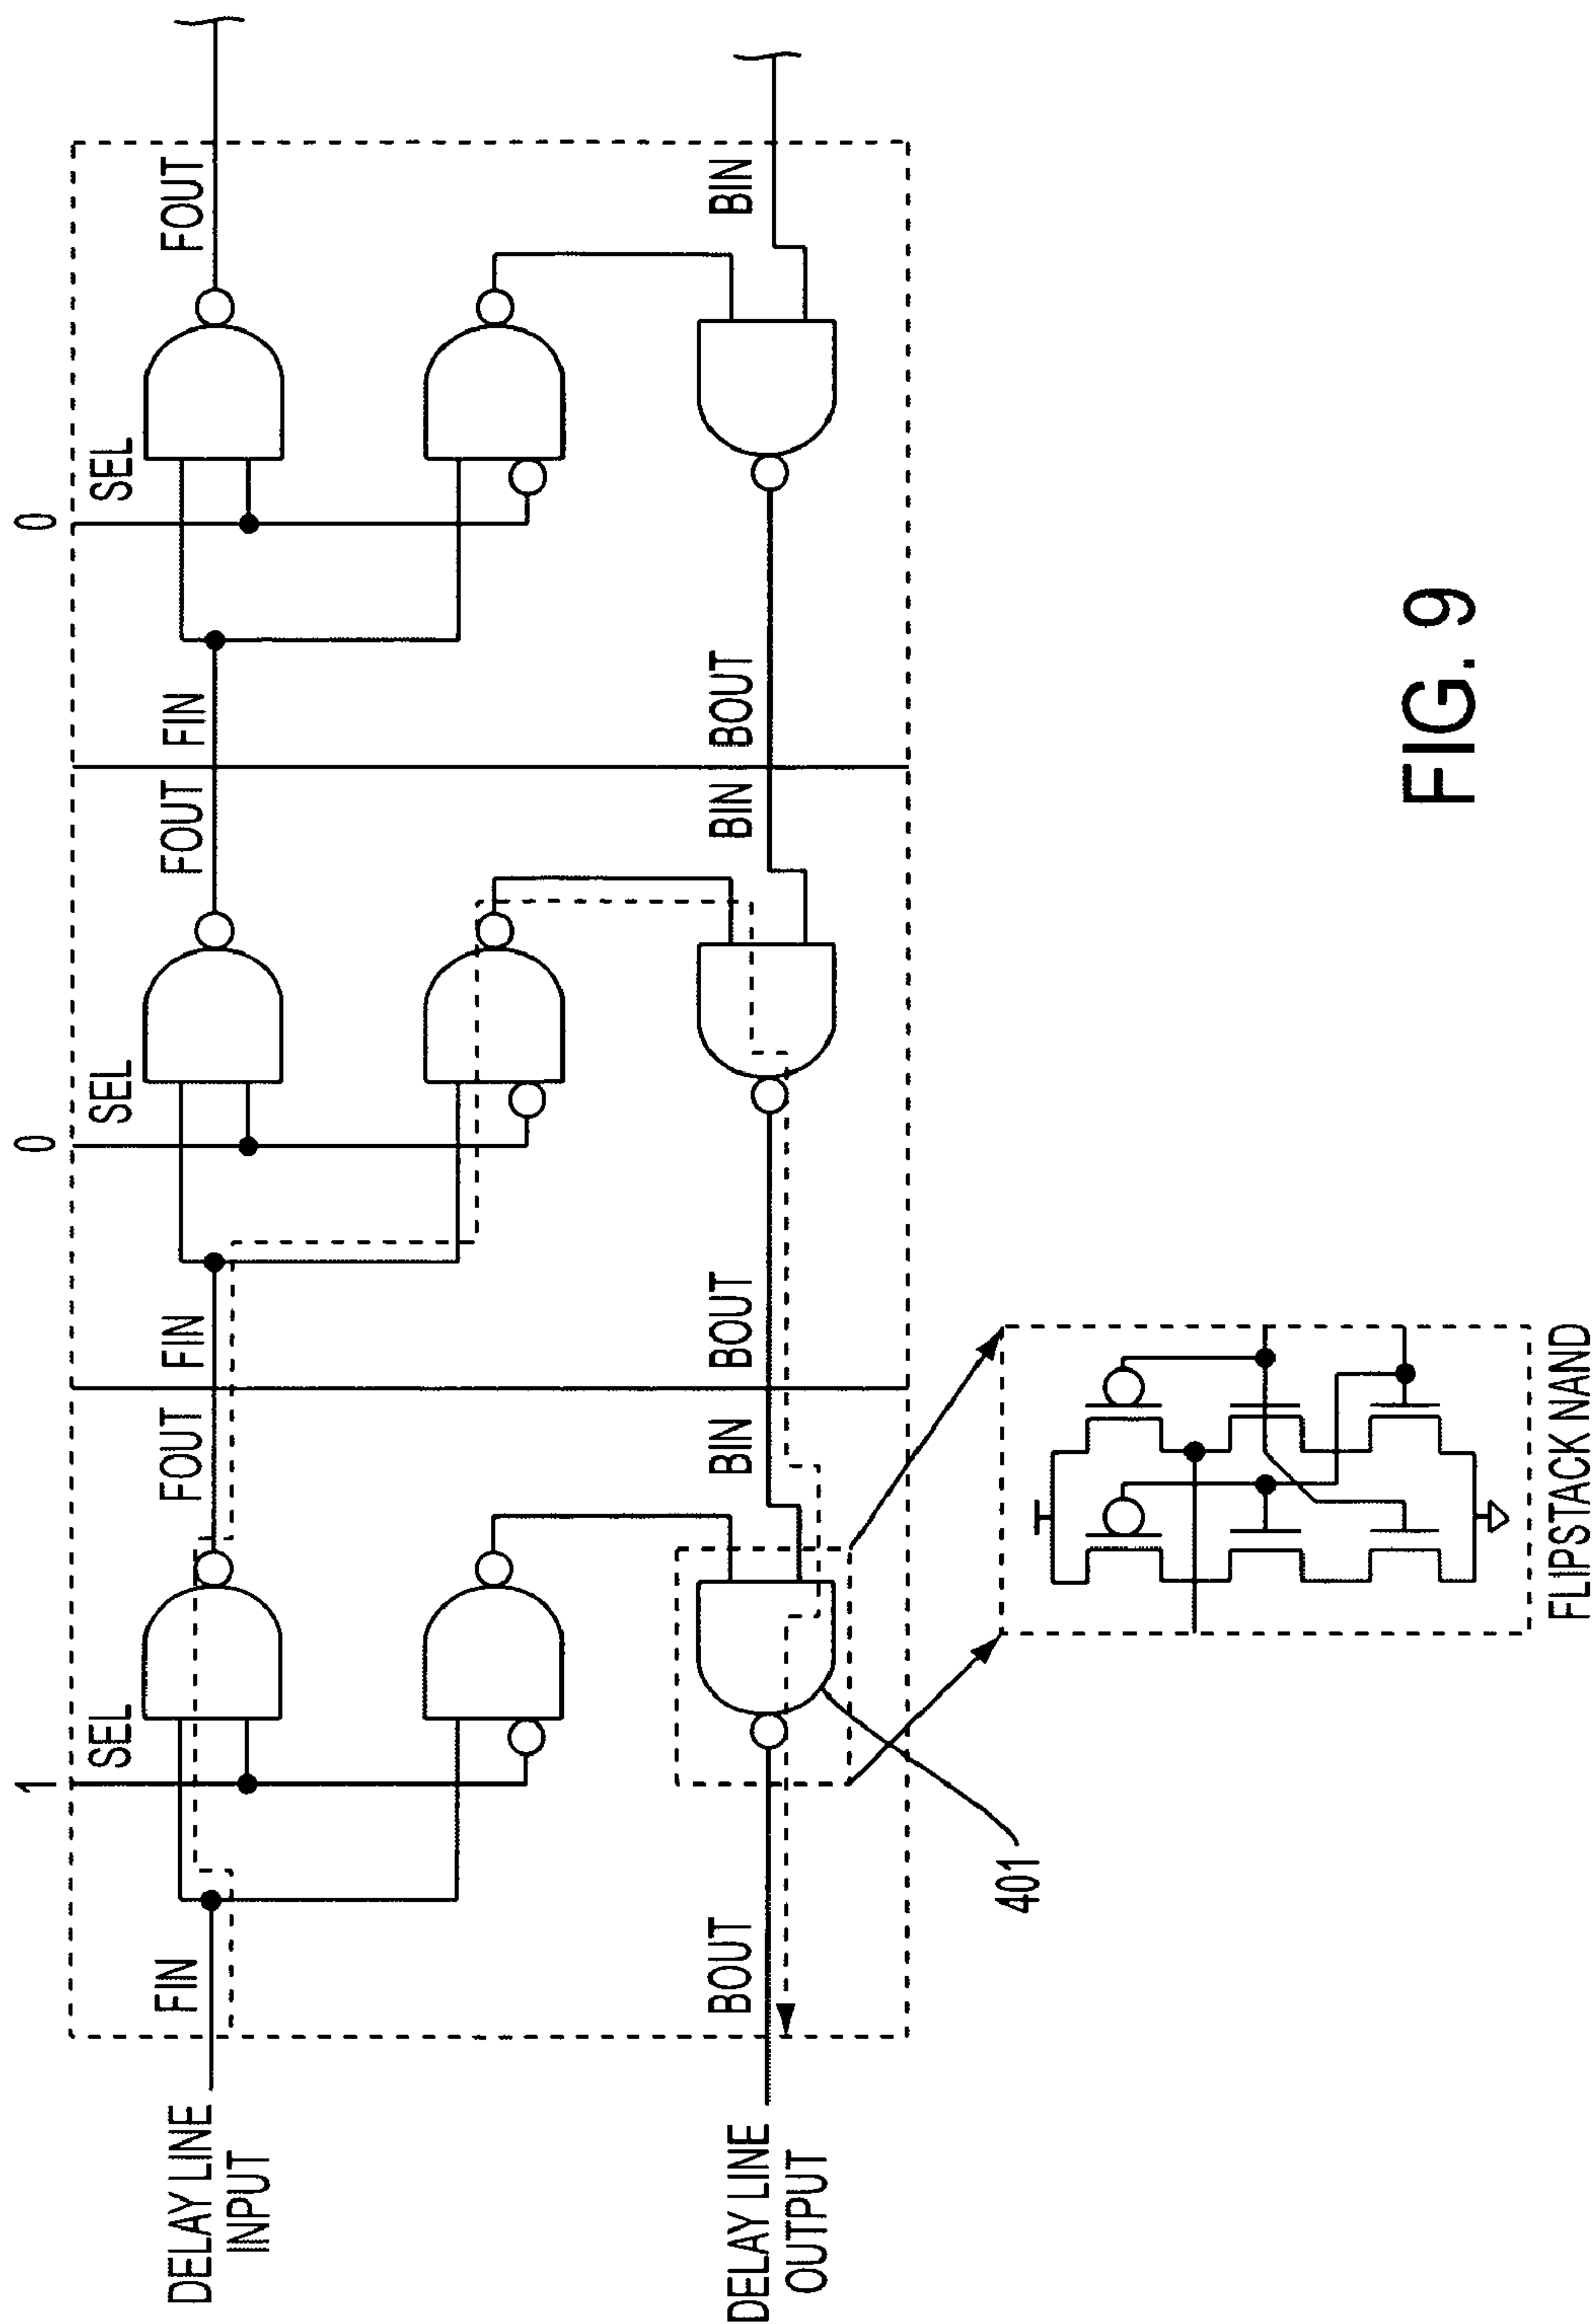 1
0
0
SEL
SEL
SEL
DELAY LINE
INPUT
FIN
FOUT
FIN
FOUT
FIN
FOUT
DELAY LINE
OUTPUT
BOUT
BIN
BOUT
BIN
BOUT
BIN
401
FLIPSTACK NAND
FIG. 9